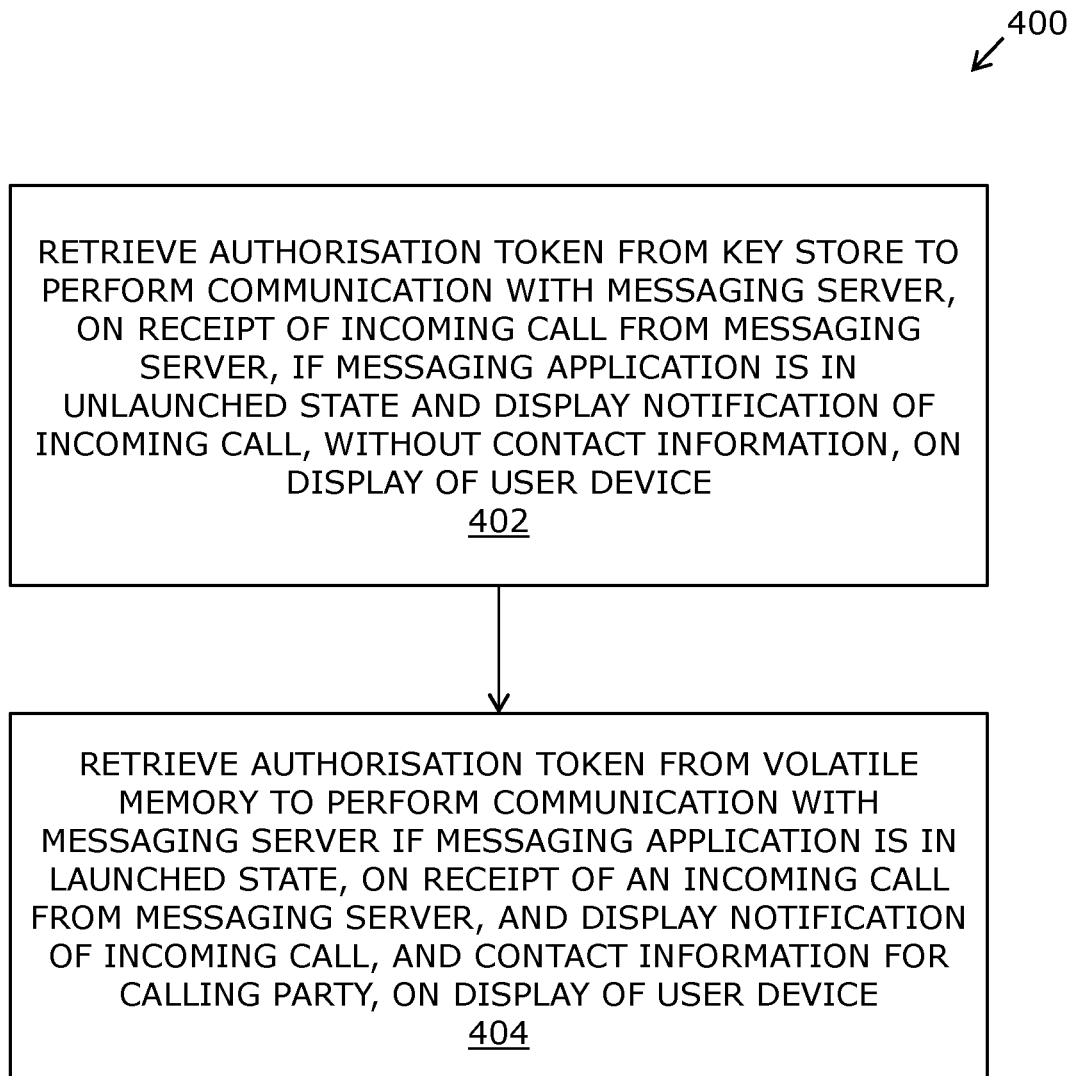 400
RETRIEVE AUTHORISATION TOKEN FROM KEY STORE TO
PERFORM COMMUNICATION WITH MESSAGING SERVER,
ON RECEIPT OF INCOMING CALL FROM MESSAGING
SERVER, IF MESSAGING APPLICATION IS IN
UNLAUNCHED STATE AND DISPLAY NOTIFICATION OF
INCOMING CALL, WITHOUT CONTACT INFORMATION, ON
DISPLAY OF USER DEVICE
402
RETRIEVE AUTHORISATION TOKEN FROM VOLATILE
MEMORY TO PERFORM COMMUNICATION WITH
MESSAGING SERVER IF MESSAGING APPLICATION IS IN
LAUNCHED STATE, ON RECEIPT OF AN INCOMING CALL
FROM MESSAGING SERVER, AND DISPLAY NOTIFICATION
OF INCOMING CALL, AND CONTACT INFORMATION FOR
CALLING PARTY, ON DISPLAY OF USER DEVICE
404